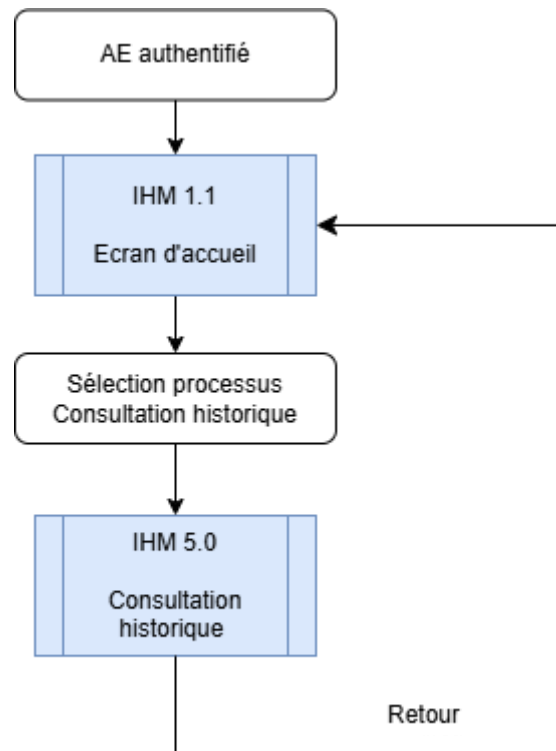 AE authentifié
IHM 1.1
Ecran d'accueil
Sélection processus
Consultation historique
IHM 5.0
Consultation
historique
Retour